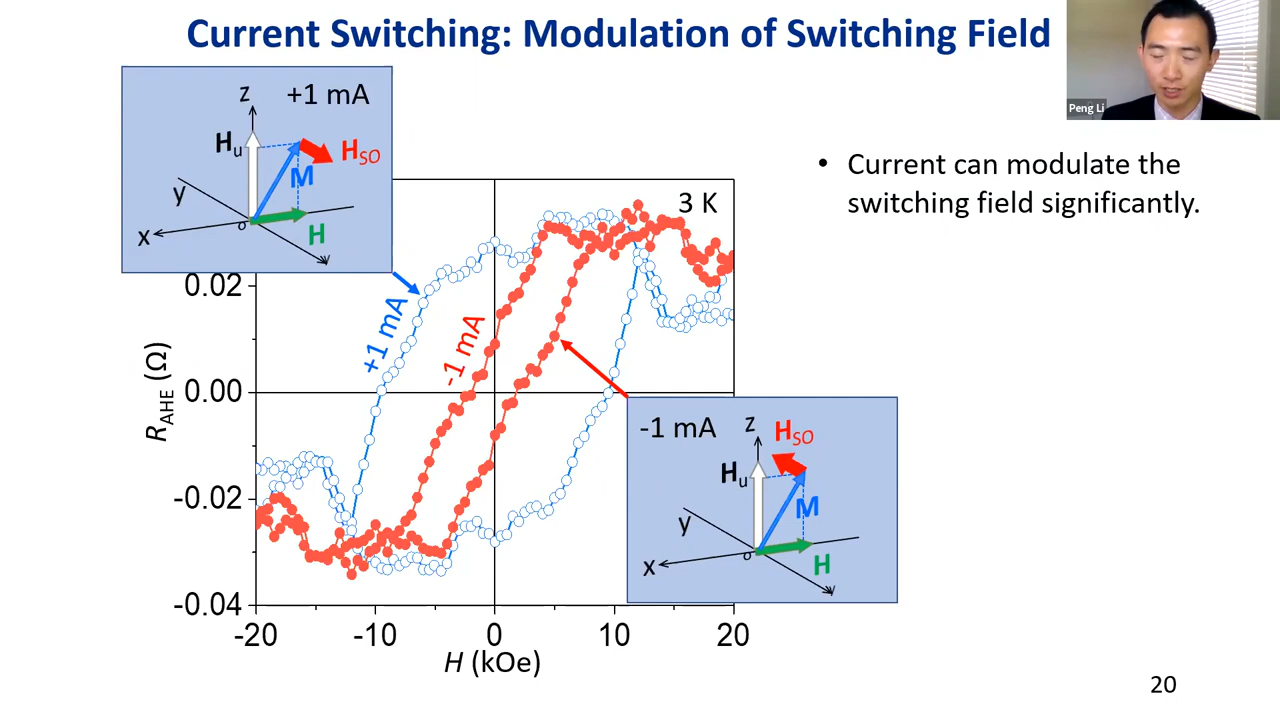 Current Switching: Modulation of Switching Field
Peng Li
z
+1 mA
Hu
HSO
M
y
x
o
H
• Current can modulate the
switching field significantly.
3 K
0.02
0.00
-0.02
-0.04
RAHE (Ω)
+1 mA
-1 mA
-1 mA
z
HSO
Hu
M
y
x
o
H
-20
-10
0
10
20
H (kOe)
20